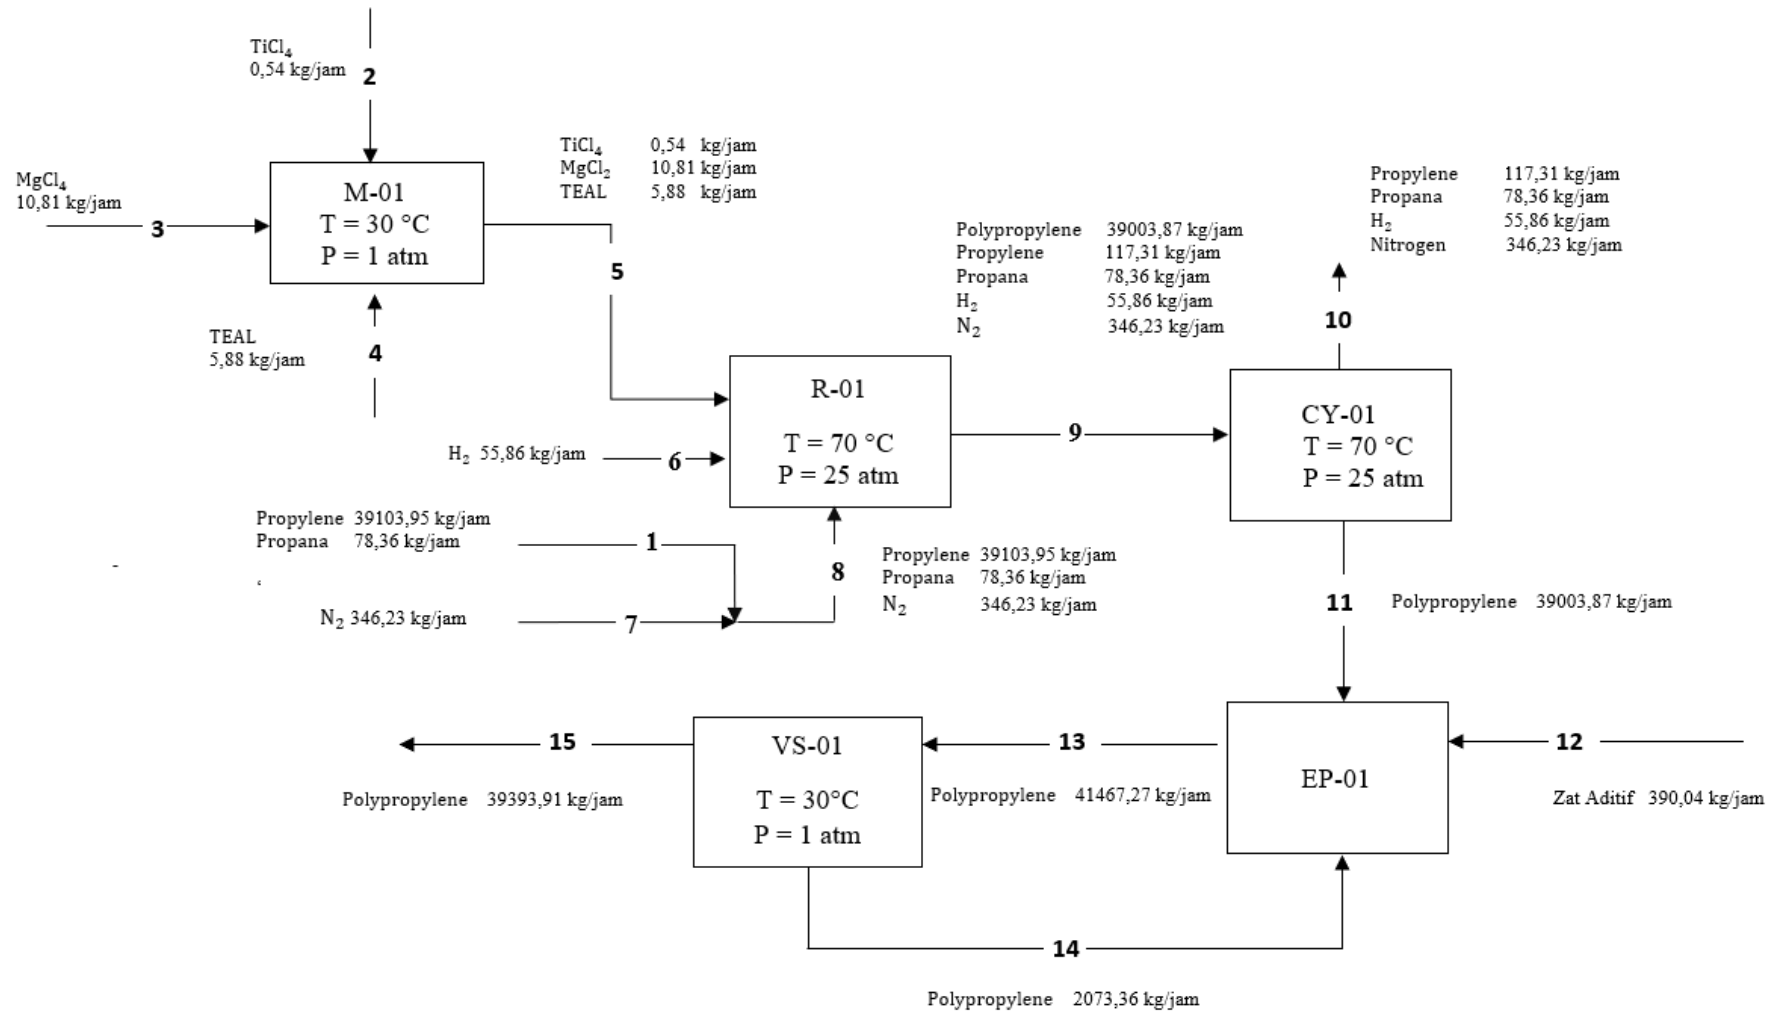 TiCl₄
0,54 kg/jam
2
MgCl₄
10,81 kg/jam
3
M-01
T = 30 °C
P = 1 atm
TEAL
5,88 kg/jam
4
TiCl₄ 0,54 kg/jam
MgCl₂ 10,81 kg/jam
TEAL 5,88 kg/jam
5
H₂ 55,86 kg/jam
6
Propylene 39103,95 kg/jam
Propana 78,36 kg/jam
1
N₂ 346,23 kg/jam
7
8
Propylene 39103,95 kg/jam
Propana 78,36 kg/jam
N₂ 346,23 kg/jam
R-01
T = 70 °C
P = 25 atm
Polypropylene 39003,87 kg/jam
Propylene 117,31 kg/jam
Propana 78,36 kg/jam
H₂ 55,86 kg/jam
N₂ 346,23 kg/jam
9
Propylene 117,31 kg/jam
Propana 78,36 kg/jam
H₂ 55,86 kg/jam
Nitrogen 346,23 kg/jam
10
CY-01
T = 70 °C
P = 25 atm
11
Polypropylene 39003,87 kg/jam
12
Zat Aditif 390,04 kg/jam
EP-01
13
Polypropylene 41467,27 kg/jam
VS-01
T = 30°C
P = 1 atm
15
Polypropylene 39393,91 kg/jam
14
Polypropylene 2073,36 kg/jam